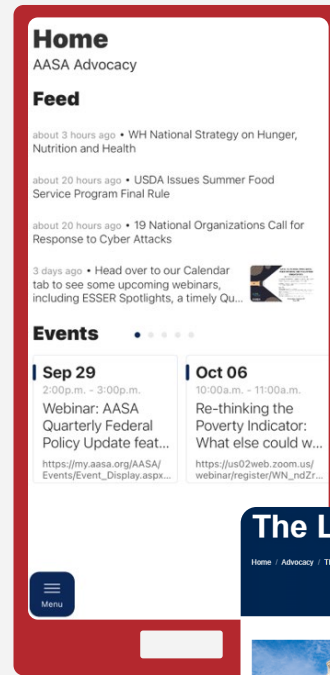 Home
AASA Advocacy
Feed
about 3 hours ago • WH National Strategy on Hunger,
Nutrition and Health
about 20 hours ago • USDA Issues Summer Food
Service Program Final Rule
about 20 hours ago • 19 National Organizations Call for
Response to Cyber Attacks
3 days ago • Head over to our Calendar
tab to see some upcoming webinars,
including ESSER Spotlights, a timely Qu...
Events
Sep 29
2:00p.m. - 3:00p.m.
Webinar: AASA
Quarterly Federal
Policy Update feat...
https://my.aasa.org/AASA/
Events/Event_Display.aspx...
Oct 06
10:00a.m. - 11:00a.m.
Re-thinking the
Poverty Indicator:
What else could w...
https://us02web.zoom.us/
webinar/register/WN_ndZr...
The L
Home / Advocacy / Th
Menu